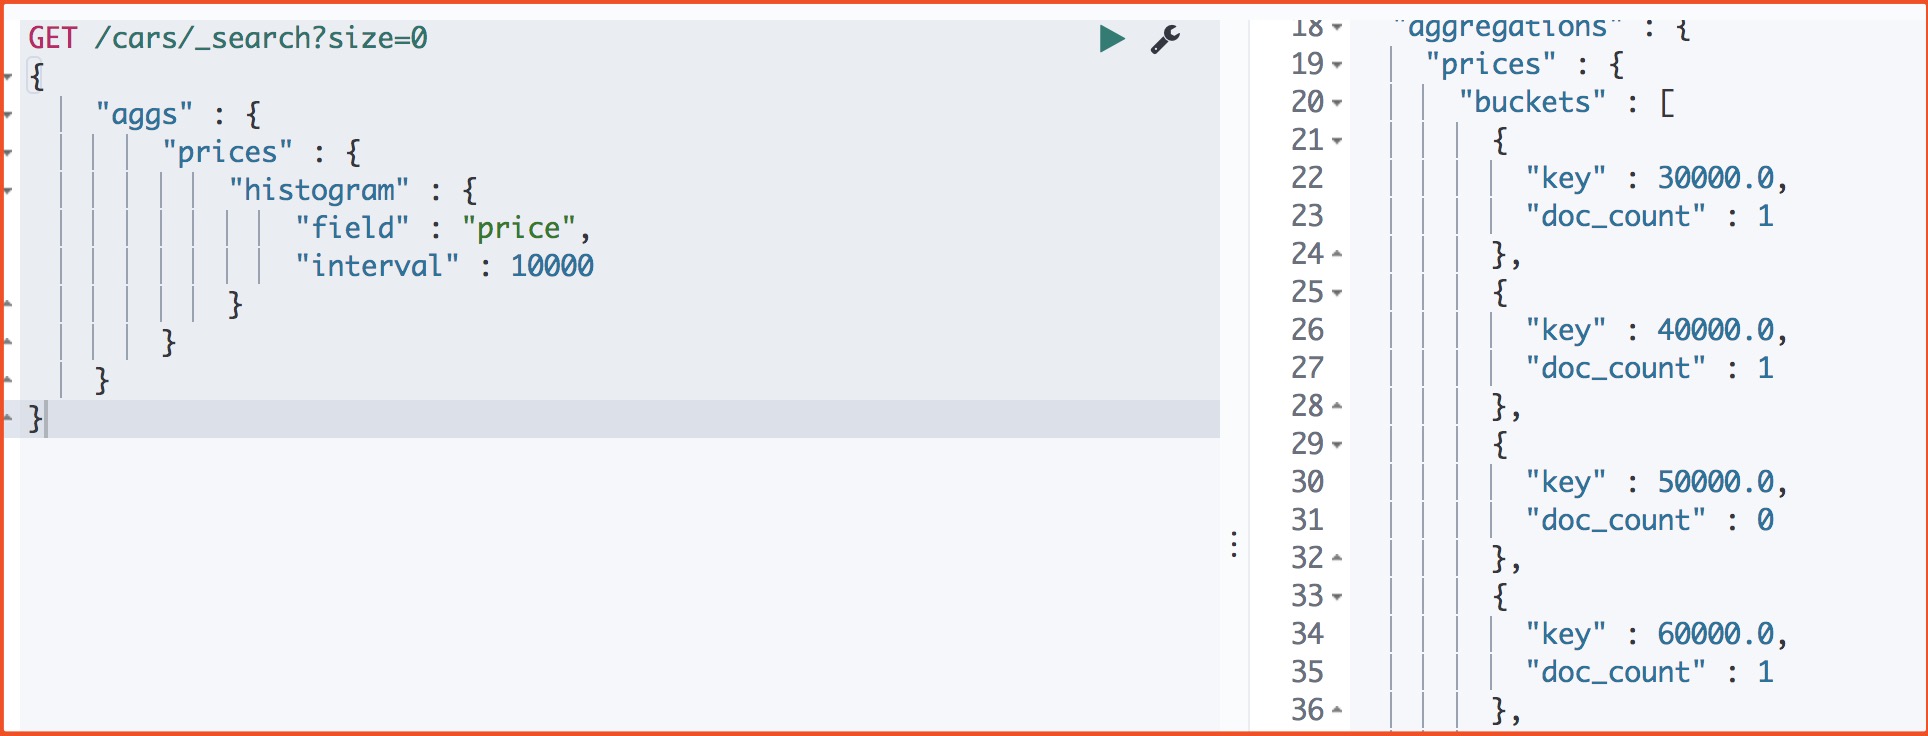 GET /cars/_search?size=0
{
"aggs" : {
"prices" : {
"histogram" : {
"field" : "price",
"interval" : 10000
}
}
}
}
18 "aggregations" : {
19 "prices" : {
20 "buckets" : [
21 {
22 "key" : 30000.0,
23 "doc_count" : 1
24 },
25 {
26 "key" : 40000.0,
27 "doc_count" : 1
28 },
29 {
30 "key" : 50000.0,
31 "doc_count" : 0
32 },
33 {
34 "key" : 60000.0,
35 "doc_count" : 1
36 },